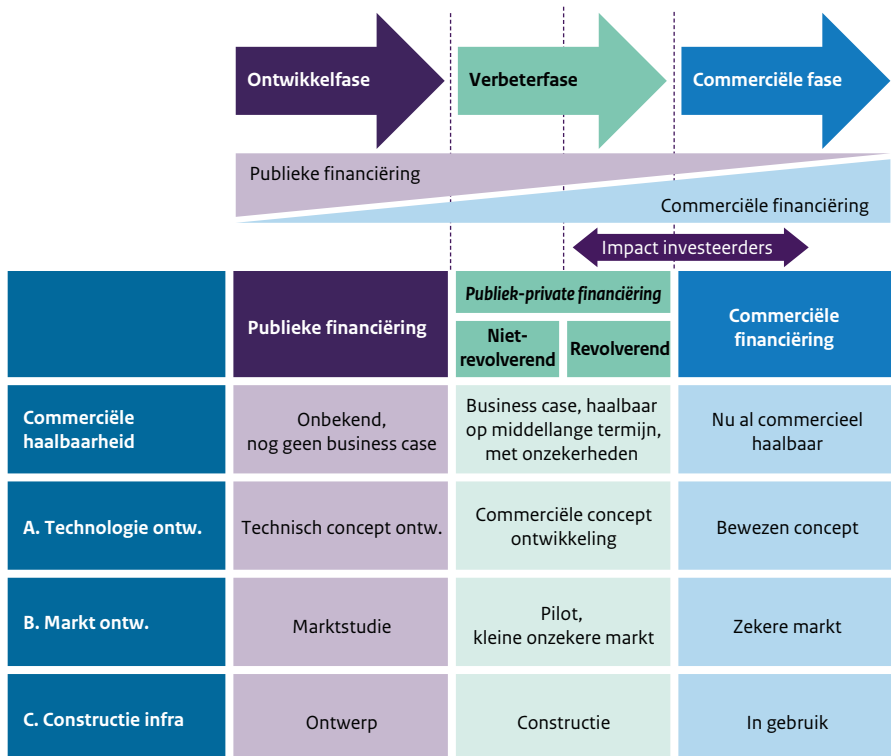 Ontwikkelfase
Verbeterfase
Commerciële fase
Publieke financiëring
Commerciële financiëring
Impact investeerders
Publieke financiëring
Publiek-private financiëring
Niet-
revolverend
Revolverend
Commerciële
financiëring
Commerciële
haalbaarheid
Onbekend,
nog geen business case
Business case, haalbaar
op middellange termijn,
met onzekerheden
Nu al commercieel
haalbaar
A. Technologie ontw.
Technisch concept ontw.
Commerciële concept
ontwikkeling
Bewezen concept
B. Markt ontw.
Marktstudie
Pilot,
kleine onzekere markt
Zekere markt
C. Constructie infra
Ontwerp
Constructie
In gebruik